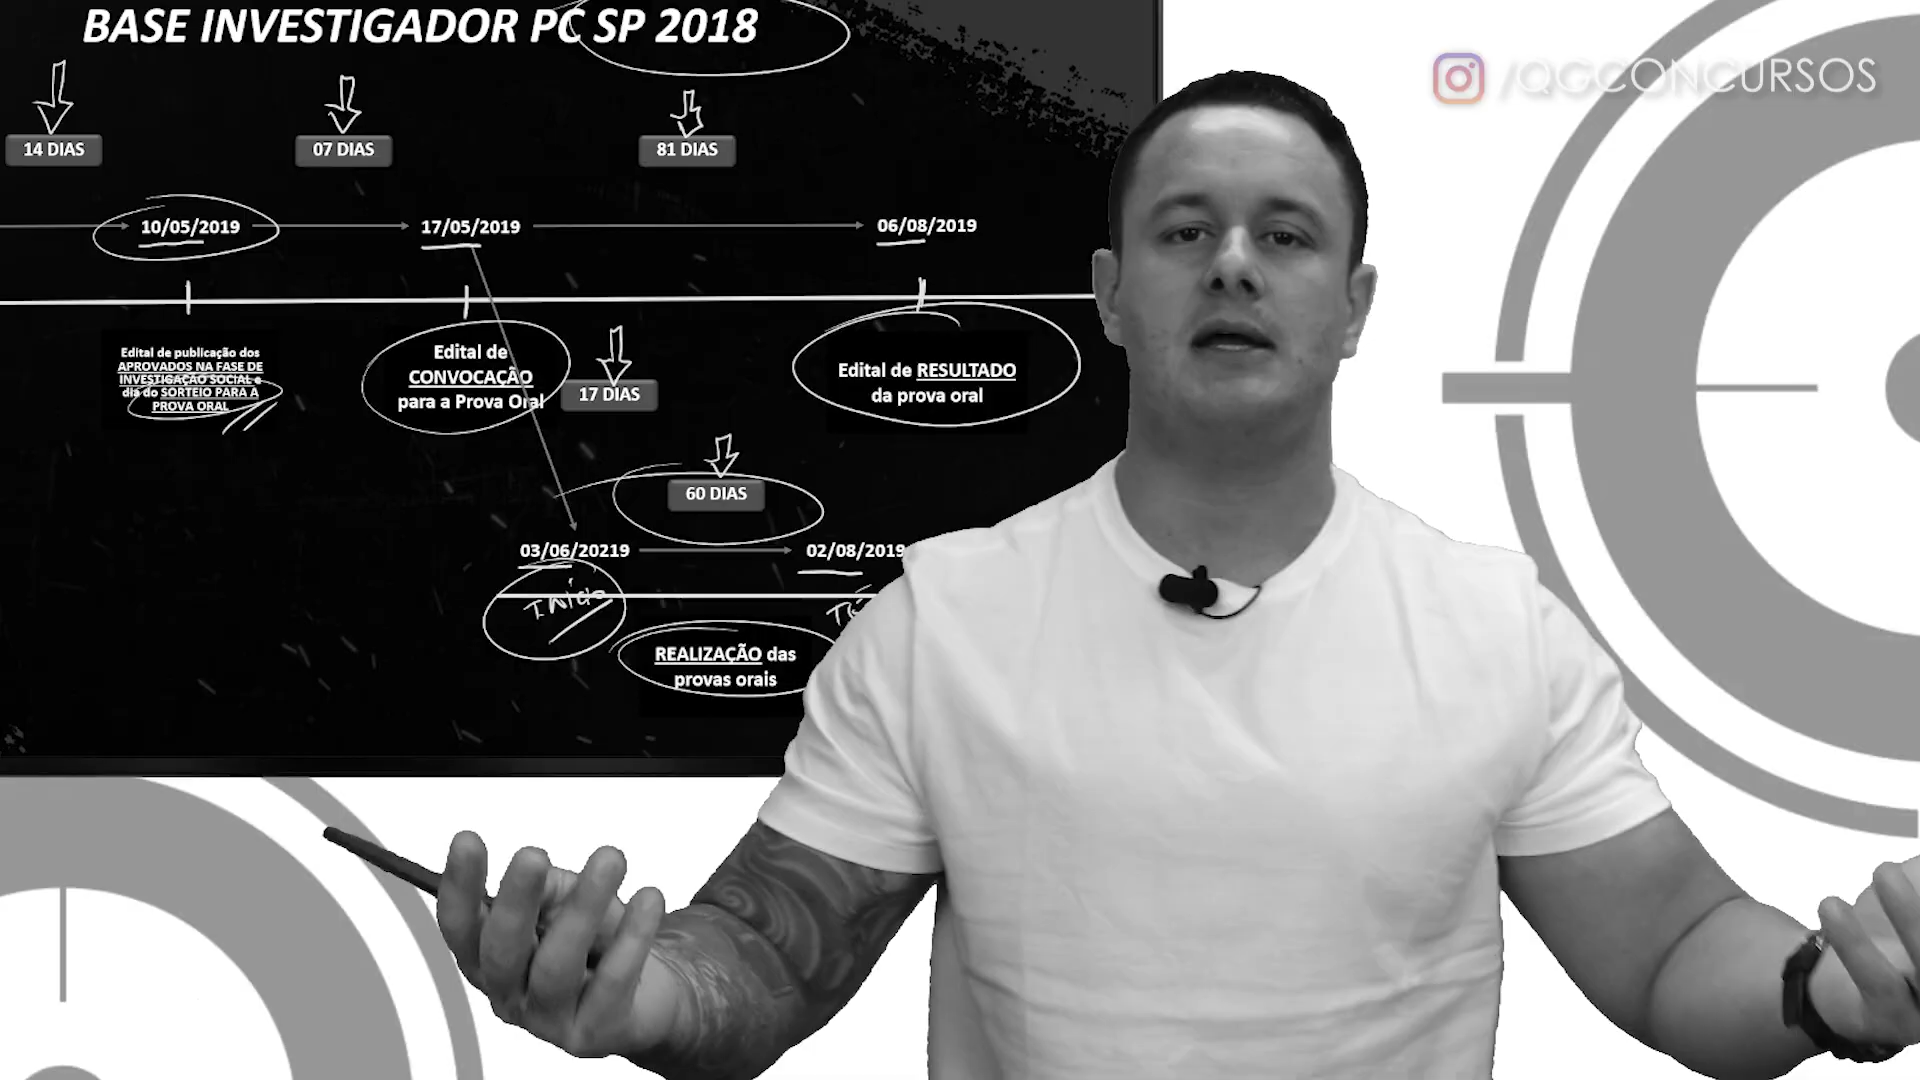 BASE INVESTIGADOR PC SP 2018
/QGCONCURSOS
14 DIAS
07 DIAS
81 DIAS
10/05/2019
17/05/2019
06/08/2019
Edital de publicação dos
APROVADOS NA FASE DE
INVESTIGAÇÃO SOCIAL e
dia do SORTEIO PARA A
PROVA ORAL
Edital de
CONVOCAÇÃO
para a Prova Oral
17 DIAS
Edital de RESULTADO
da prova oral
60 DIAS
03/06/20219
02/08/2019
Início
REALIZAÇÃO das
provas orais